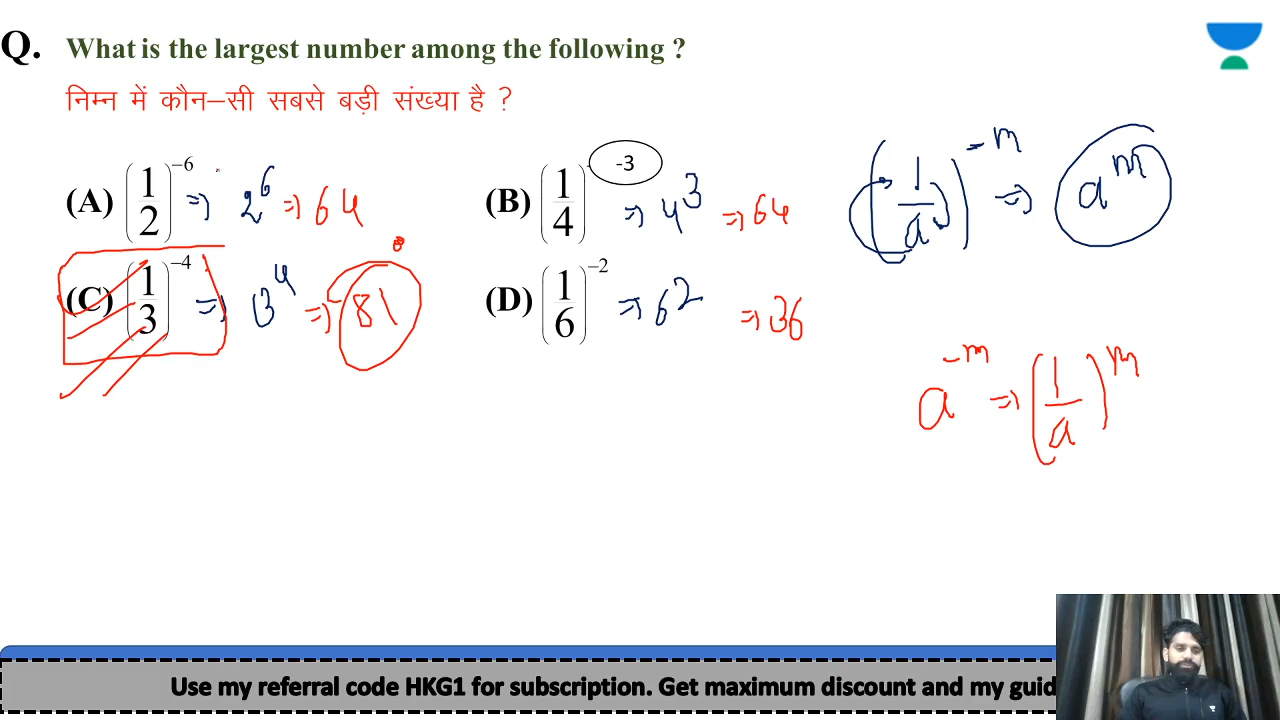 Q. What is the largest number among the following ?
निम्न में कौन–सी सबसे बड़ी संख्या है ?
(A) (1/2)^–6 ⇒ 2^6 ⇒ 64
(B) (1/4)^-3 ⇒ 4^3 ⇒ 64
(1/a)^-m ⇒ a^m
(C) (1/3)^–4 ⇒ 3^4 ⇒ 81
(D) (1/6)^–2 ⇒ 6^2 ⇒ 36
a^-m ⇒ (1/a)^m
Use my referral code HKG1 for subscription. Get maximum discount and my guid